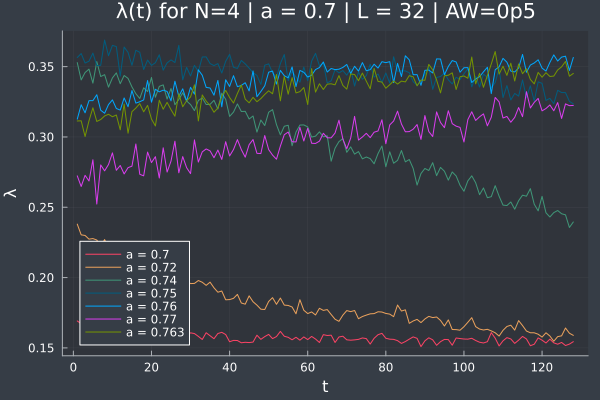 λ(t) for N=4 | a = 0.7 | L = 32 | AW=0p5
λ
0.35
0.30
0.25
0.20
0.15
a = 0.7
a = 0.72
a = 0.74
a = 0.75
a = 0.76
a = 0.77
a = 0.763
0 20 40 60 80 100 120
t